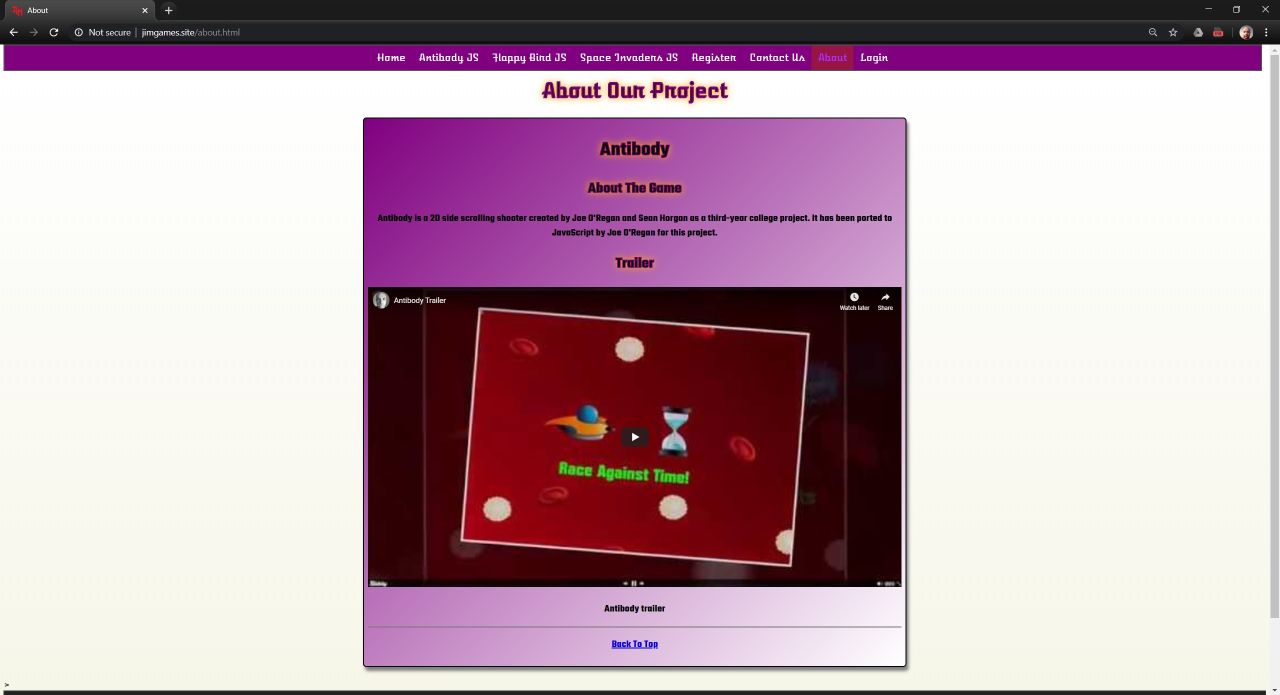 About
Not secure | jimgames.site/about.html
Home Antibody JS Flappy Bird JS Space Invaders JS Register Contact Us About Login
About Our Project
Antibody
About The Game
Antibody is a 2D side scrolling shooter created by Joe O'Regan and Sean Horgan as a third-year college project. It has been ported to
JavaScript by Joe O'Regan for this project.
Trailer
Antibody Trailer
Watch later Share
Race Against Time!
Antibody trailer
Back To Top
>